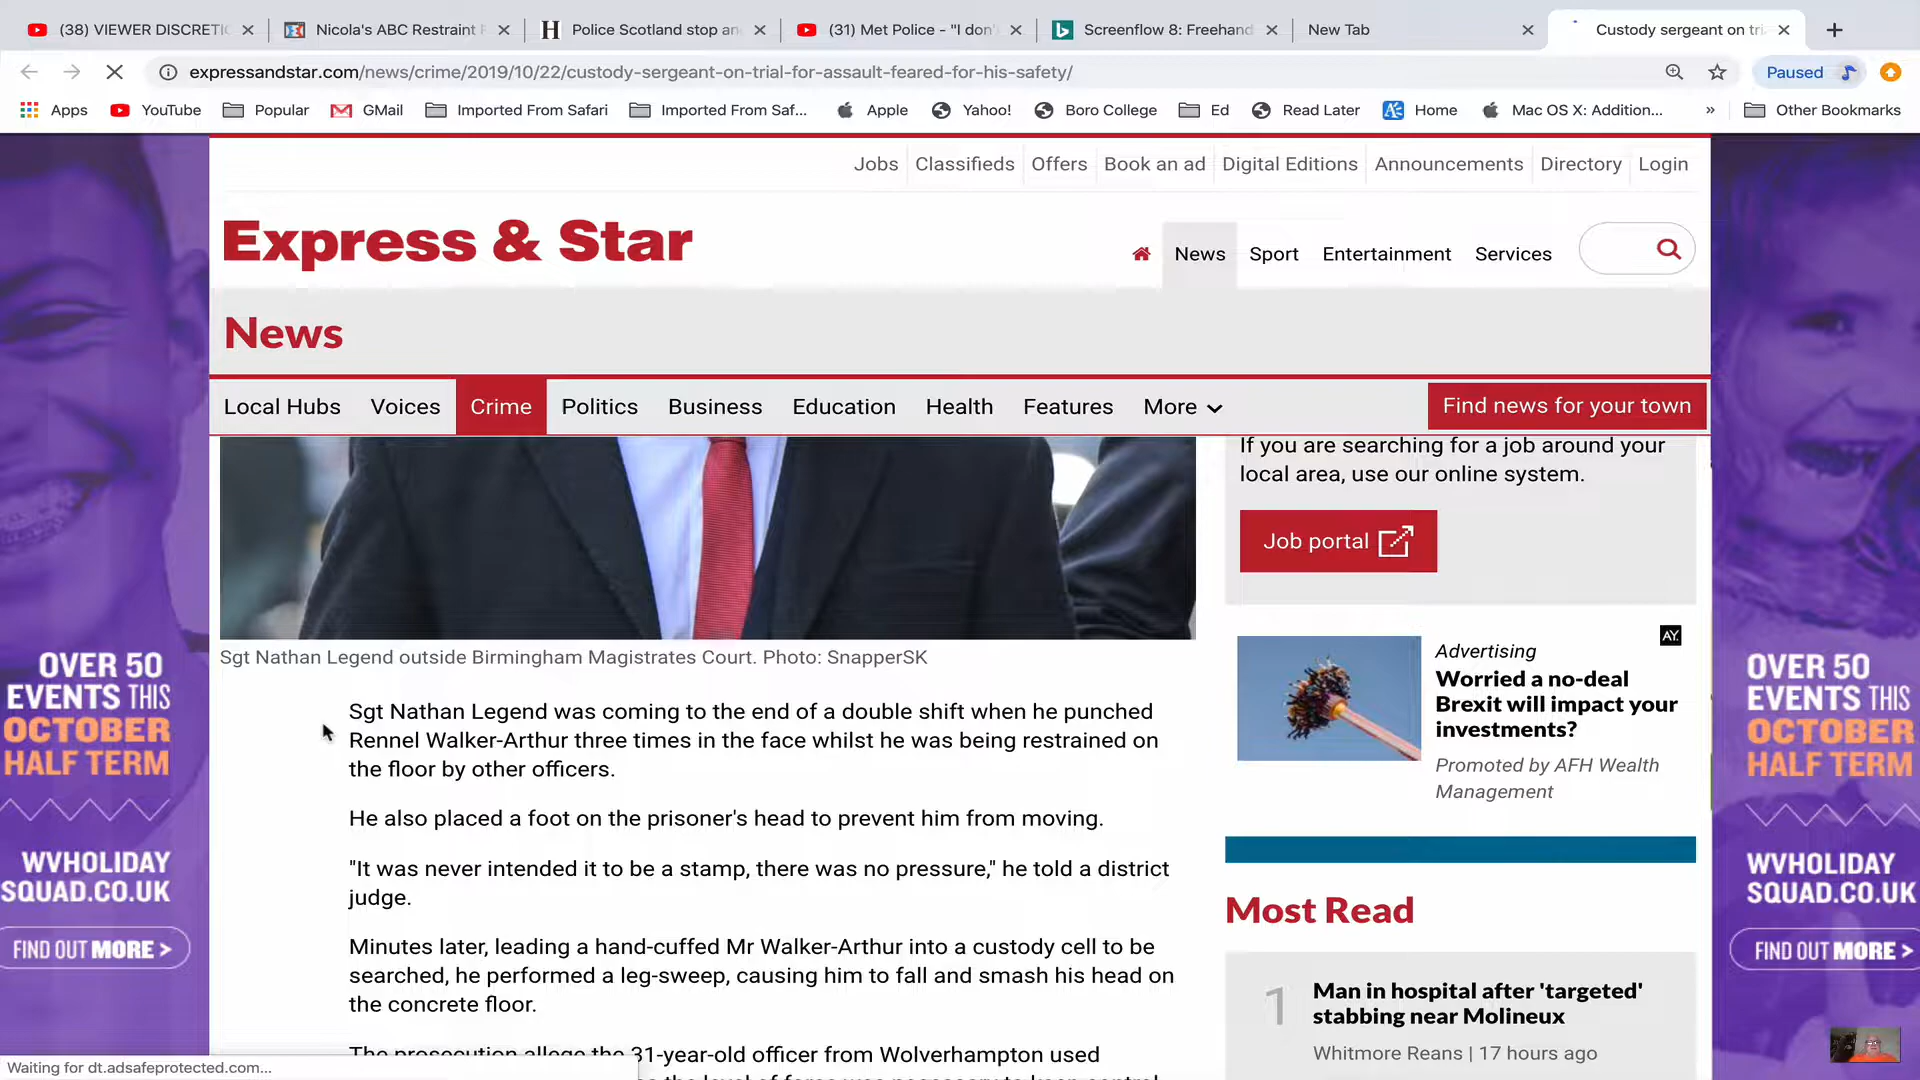 (38) VIEWER DISCRETI
Nicola's ABC Restraint
Police Scotland stop an
(31) Met Police - "I don'
Screenflow 8: Freehand
New Tab
Custody sergeant on tri
expressandstar.com/news/crime/2019/10/22/custody-sergeant-on-trial-for-assault-feared-for-his-safety/
Paused
Apps YouTube Popular GMail Imported From Safari Imported From Saf... Apple Yahoo! Boro College Ed Read Later Home Mac OS X: Addition... » Other Bookmarks
Jobs Classifieds Offers Book an ad Digital Editions Announcements Directory Login
Express & Star
News Sport Entertainment Services
News
Local Hubs Voices Crime Politics Business Education Health Features More
Find news for your town
Sgt Nathan Legend outside Birmingham Magistrates Court. Photo: SnapperSK
Sgt Nathan Legend was coming to the end of a double shift when he punched
Rennel Walker-Arthur three times in the face whilst he was being restrained on
the floor by other officers.
He also placed a foot on the prisoner's head to prevent him from moving.
"It was never intended it to be a stamp, there was no pressure," he told a district
judge.
Minutes later, leading a hand-cuffed Mr Walker-Arthur into a custody cell to be
searched, he performed a leg-sweep, causing him to fall and smash his head on
the concrete floor.
The prosecution allege the 31-year-old officer from Wolverhampton used
the level of force was necessary to keep control
If you are searching for a job around your
local area, use our online system.
Job portal
AY
Advertising
Worried a no-deal
Brexit will impact your
investments?
Promoted by AFH Wealth
Management
Most Read
1
Man in hospital after 'targeted'
stabbing near Molineux
Whitmore Reans | 17 hours ago
OVER 50
EVENTS THIS
OCTOBER
HALF TERM
WVHOLIDAY
SQUAD.CO.UK
FIND OUT MORE >
OVER 50
EVENTS THIS
OCTOBER
HALF TERM
WVHOLIDAY
SQUAD.CO.UK
FIND OUT MORE >
Waiting for dt.adsafeprotected.com...